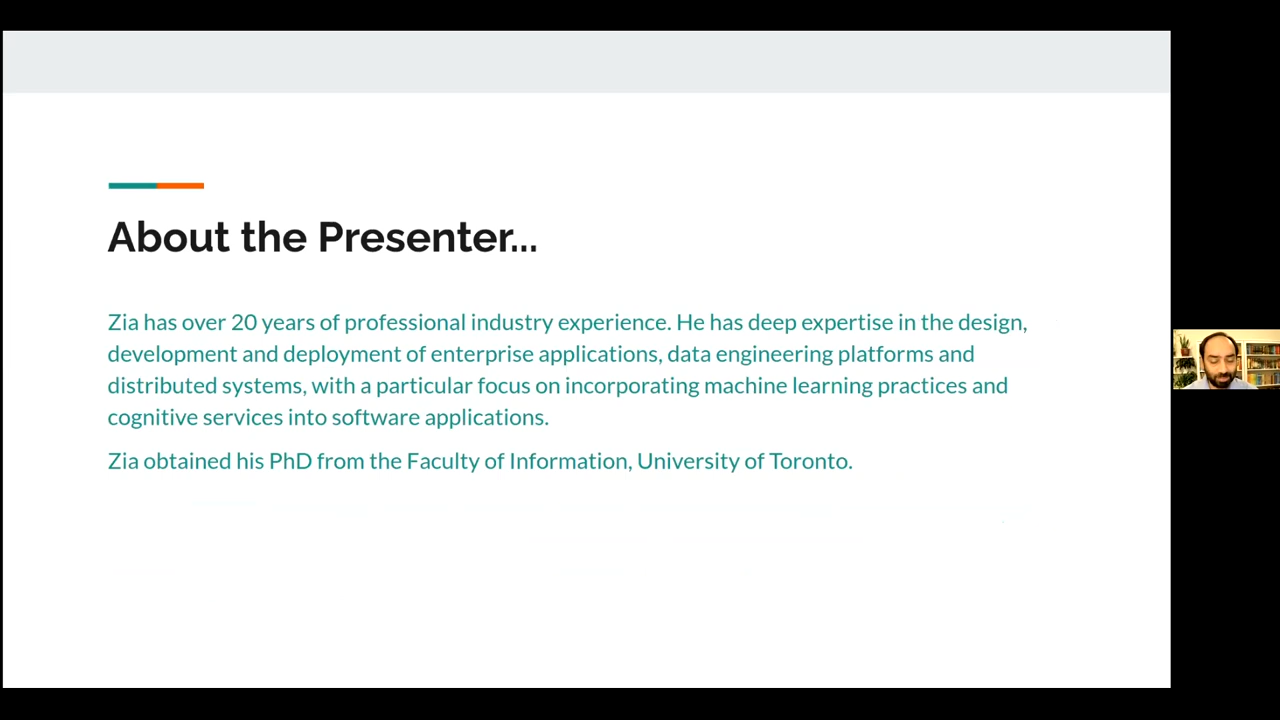 About the Presenter...
Zia has over 20 years of professional industry experience. He has deep expertise in the design,
development and deployment of enterprise applications, data engineering platforms and
distributed systems, with a particular focus on incorporating machine learning practices and
cognitive services into software applications.
Zia obtained his PhD from the Faculty of Information, University of Toronto.